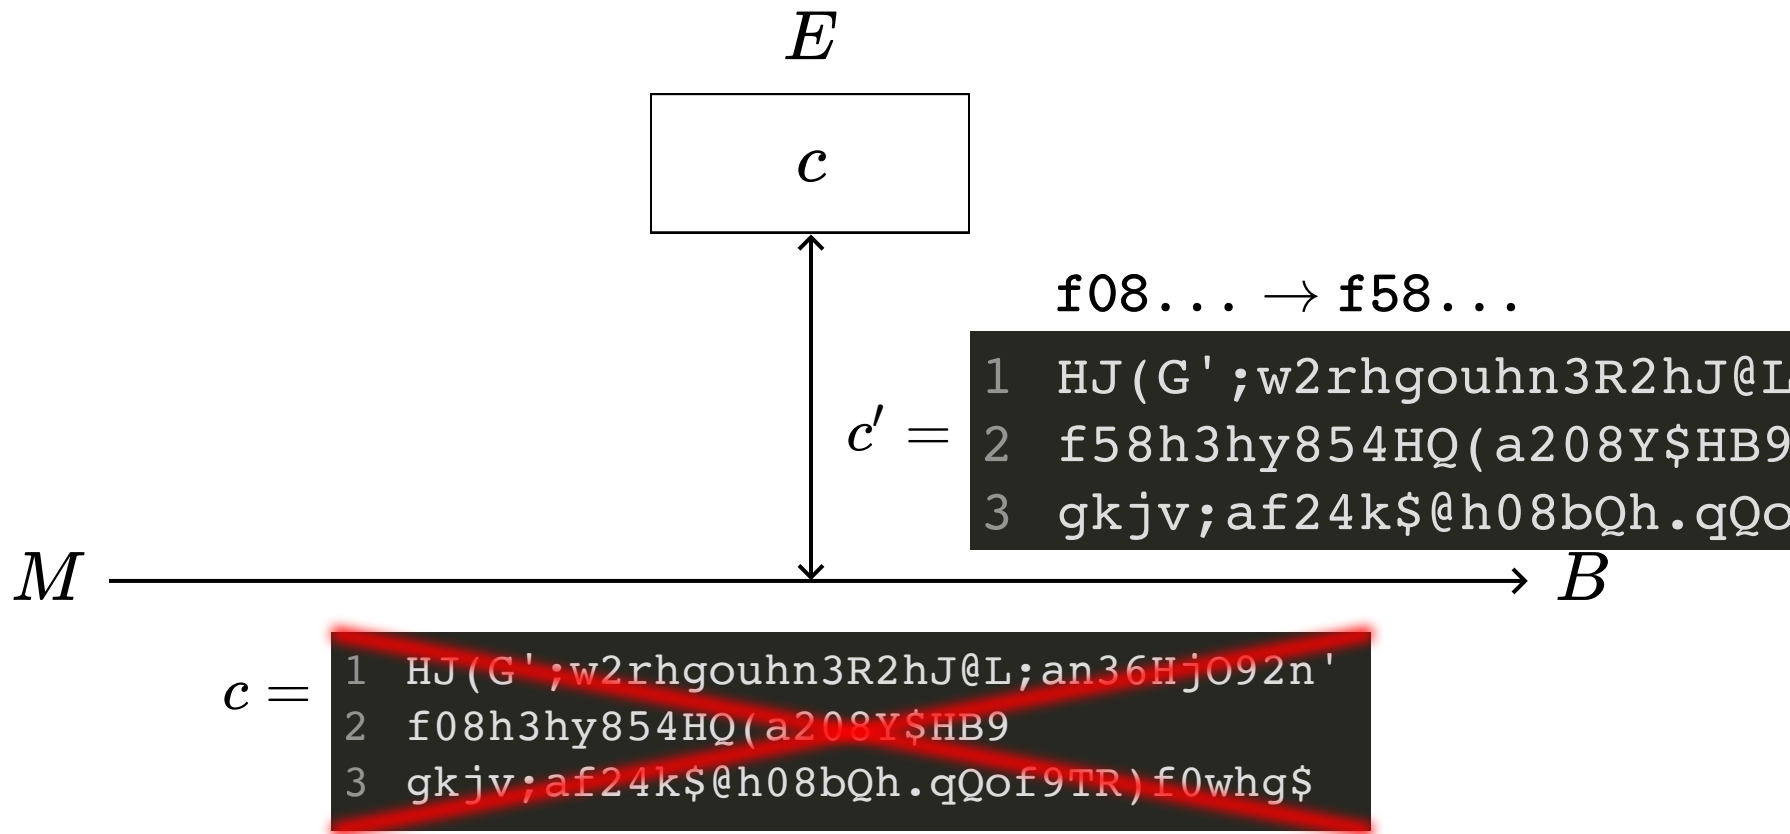 E
c
f08... → f58...
c′ =
1 HJ(G';w2rhgouhn3R2hJ@L
2 f58h3hy854HQ(a208Y$HB9
3 gkjv;af24k$@h08bQh.qQo
M
B
c =
1 HJ(G';w2rhgouhn3R2hJ@L;an36HjO92n'
2 f08h3hy854HQ(a208Y$HB9
3 gkjv;af24k$@h08bQh.qQof9TR)f0whg$